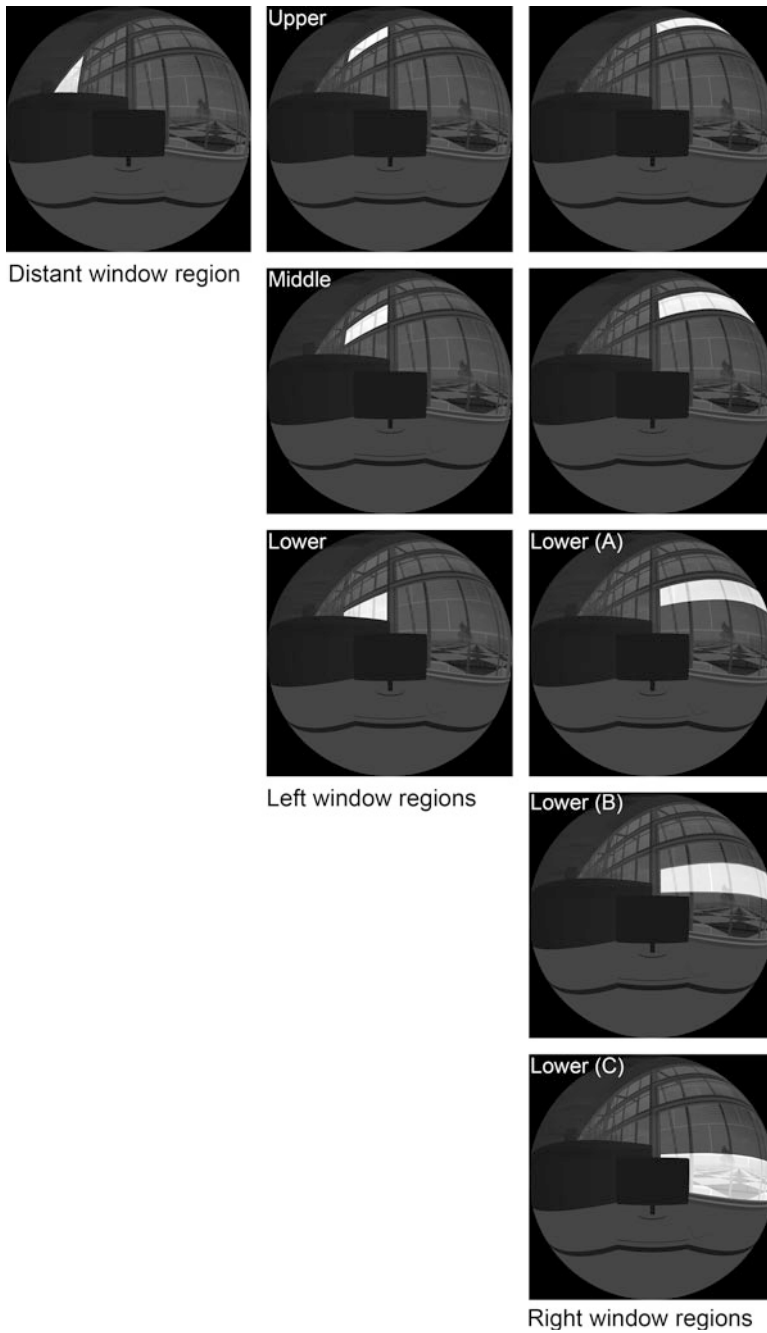 Upper
Distant window region
Middle
Lower
Lower (A)
Left window regions
Lower (B)
Lower (C)
Right window regions